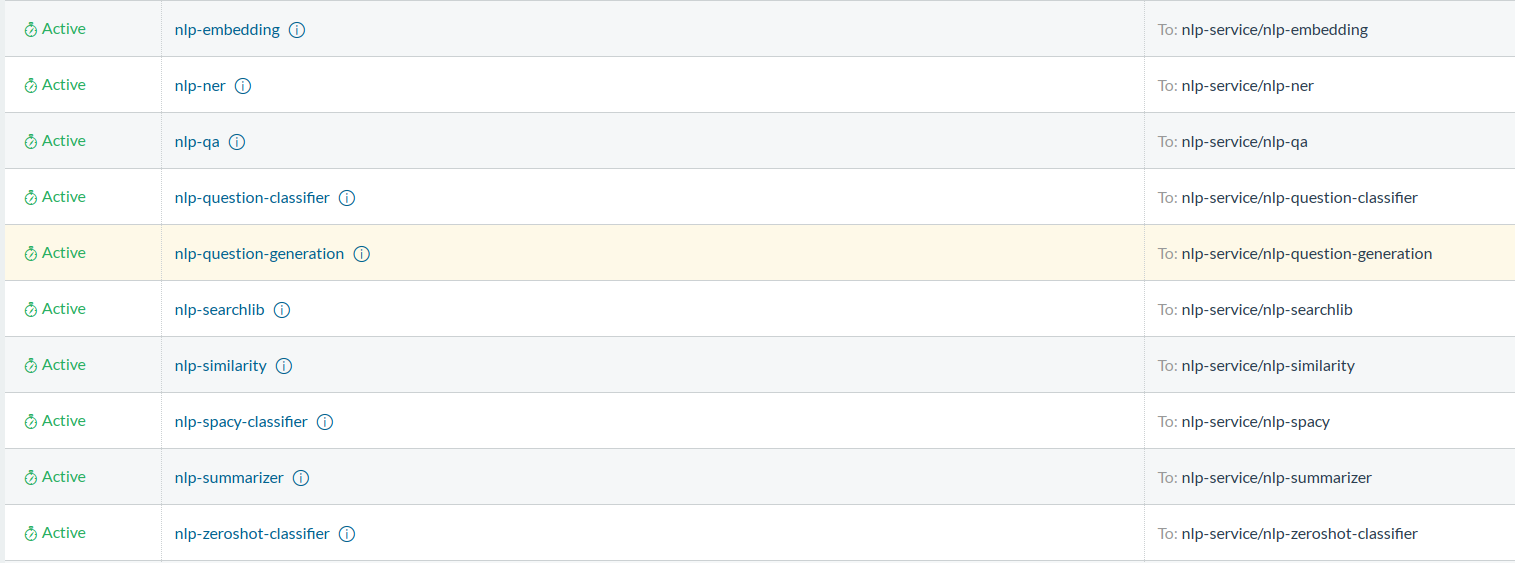 Active nlp-embedding To: nlp-service/nlp-embedding
Active nlp-ner To: nlp-service/nlp-ner
Active nlp-qa To: nlp-service/nlp-qa
Active nlp-question-classifier To: nlp-service/nlp-question-classifier
Active nlp-question-generation To: nlp-service/nlp-question-generation
Active nlp-searchlib To: nlp-service/nlp-searchlib
Active nlp-similarity To: nlp-service/nlp-similarity
Active nlp-spacy-classifier To: nlp-service/nlp-spacy
Active nlp-summarizer To: nlp-service/nlp-summarizer
Active nlp-zeroshot-classifier To: nlp-service/nlp-zeroshot-classifier